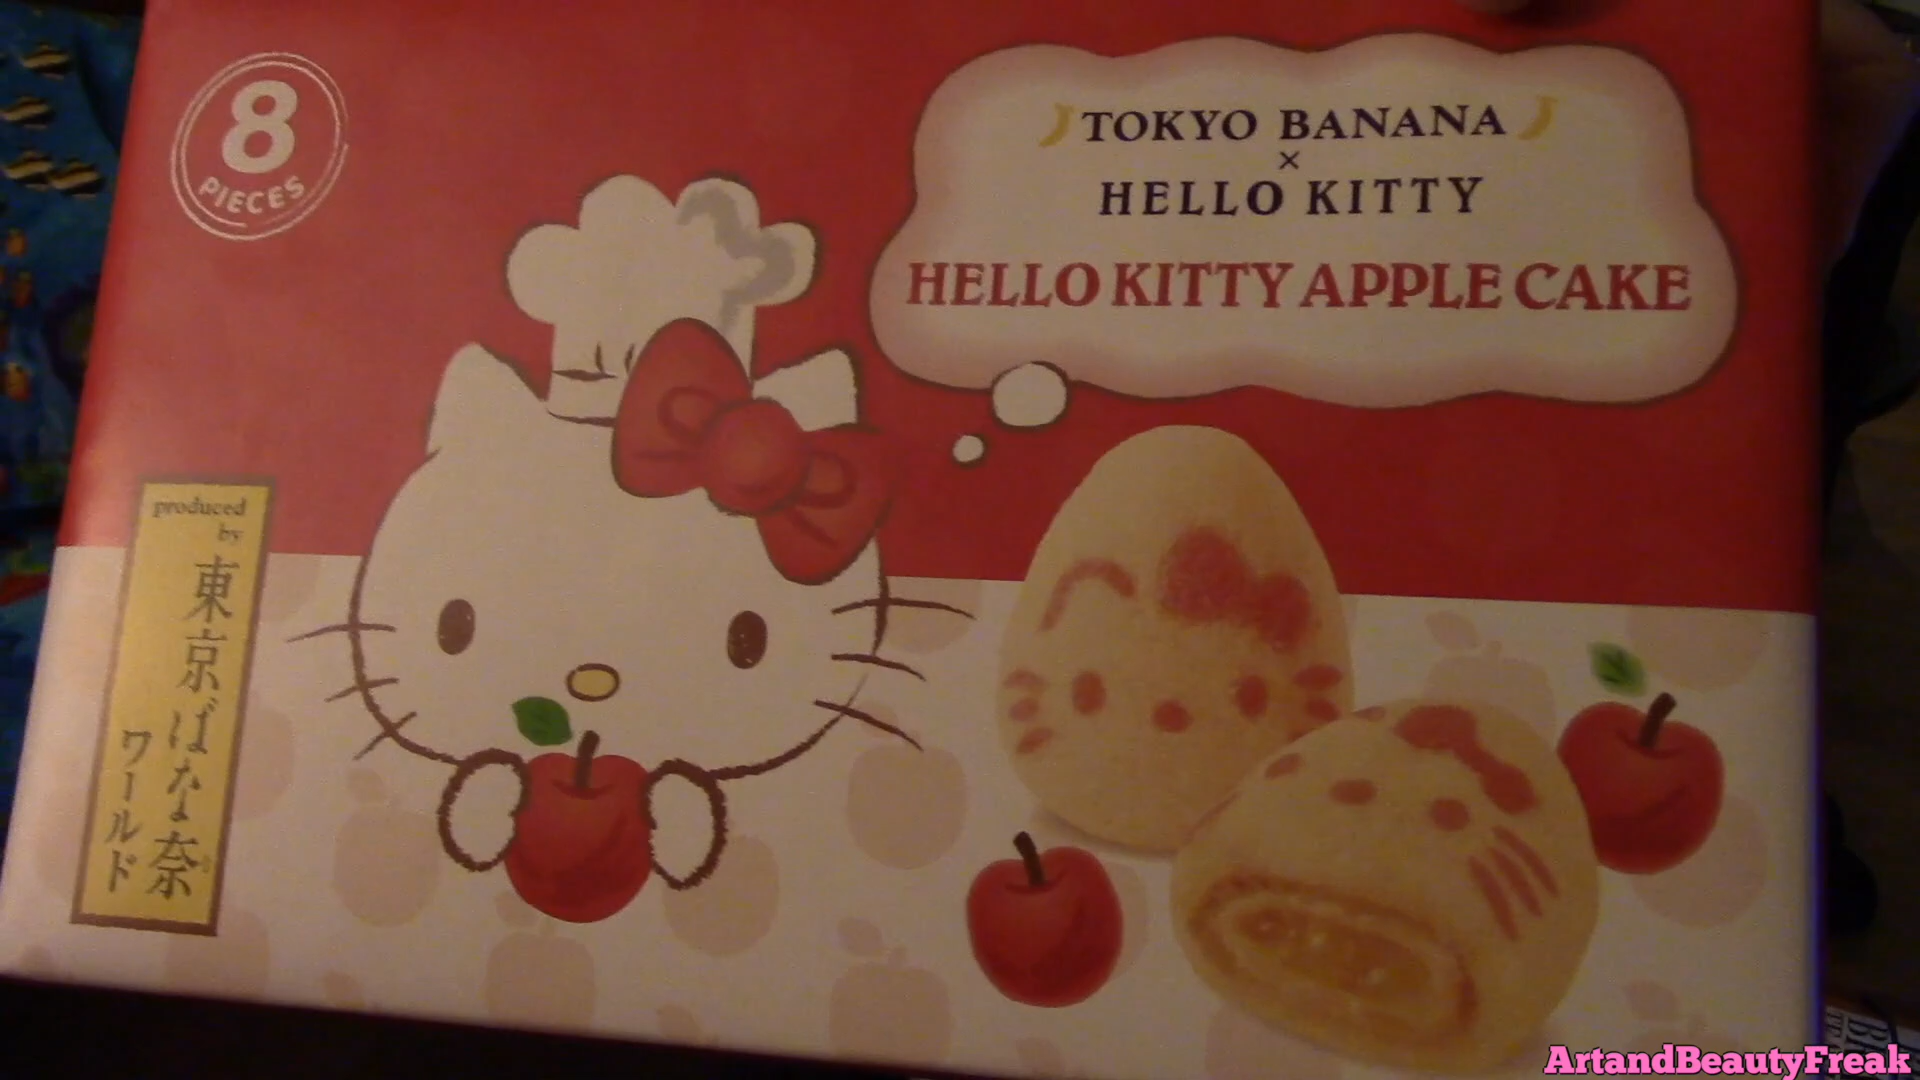 8
PIECES
TOKYO BANANA
×
HELLO KITTY
HELLO KITTY APPLE CAKE
produced
by
東京ばな奈
ワールド
ArtandBeautyFreak